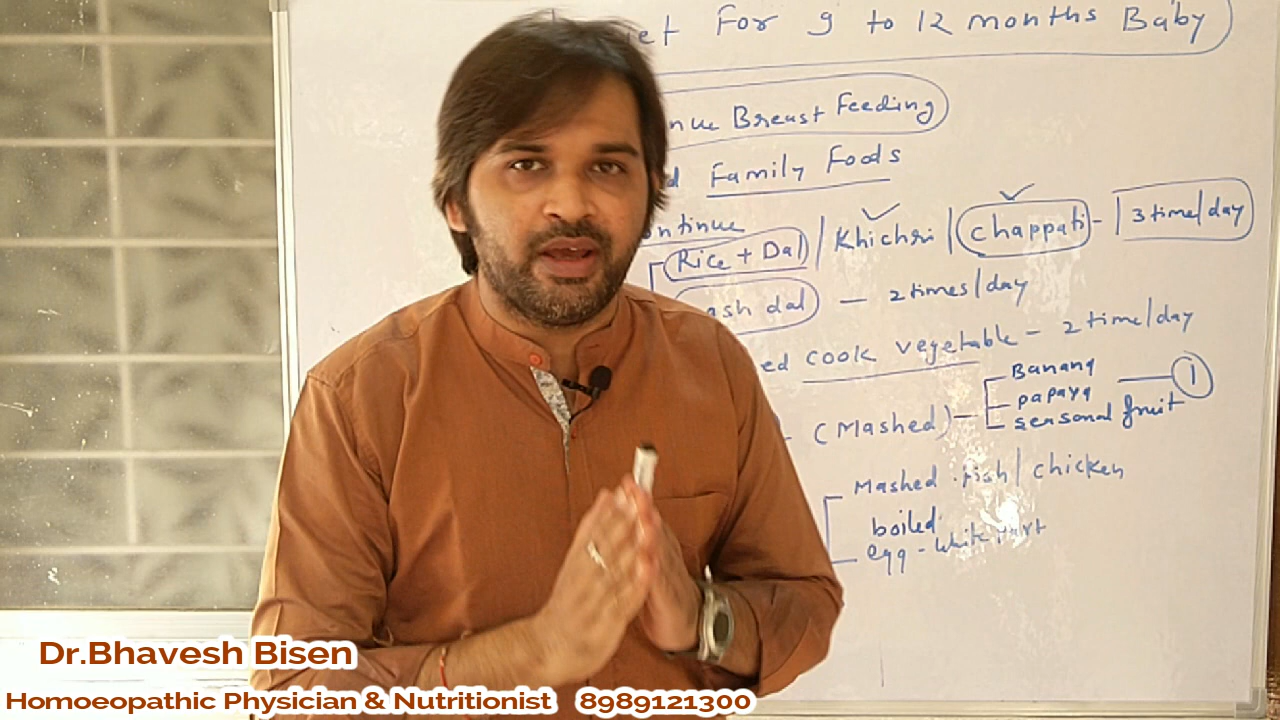 iet For 9 to 12 months Baby
nue Breast Feeding
d Family Foods
ontinue
Rice + Dal | Khichri | Chappati - 3 time/day
ash dal - 2 times/day
ed cook vegetable - 2 time/day
(Mashed) - Banana
papaya - 1
seasonal fruit
Mashed fish / chicken
boiled
egg - white part
Dr.Bhavesh Bisen
Homoeopathic Physician & Nutritionist 8989121300